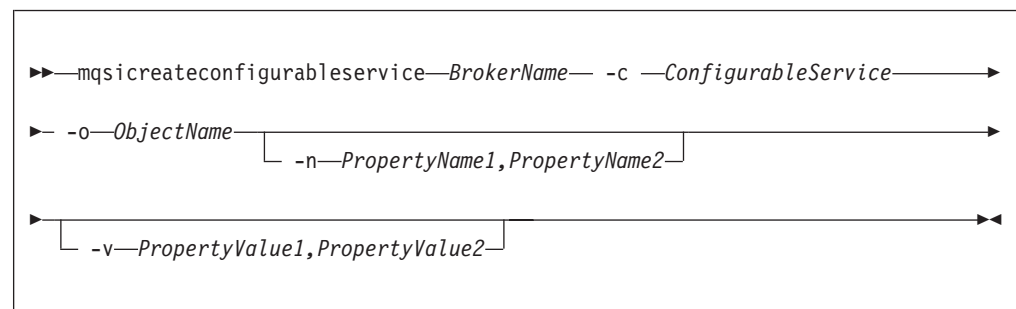 mqsicreateconfigurableservice BrokerName -c ConfigurableService
-o ObjectName
-n PropertyName1,PropertyName2
-v PropertyValue1,PropertyValue2